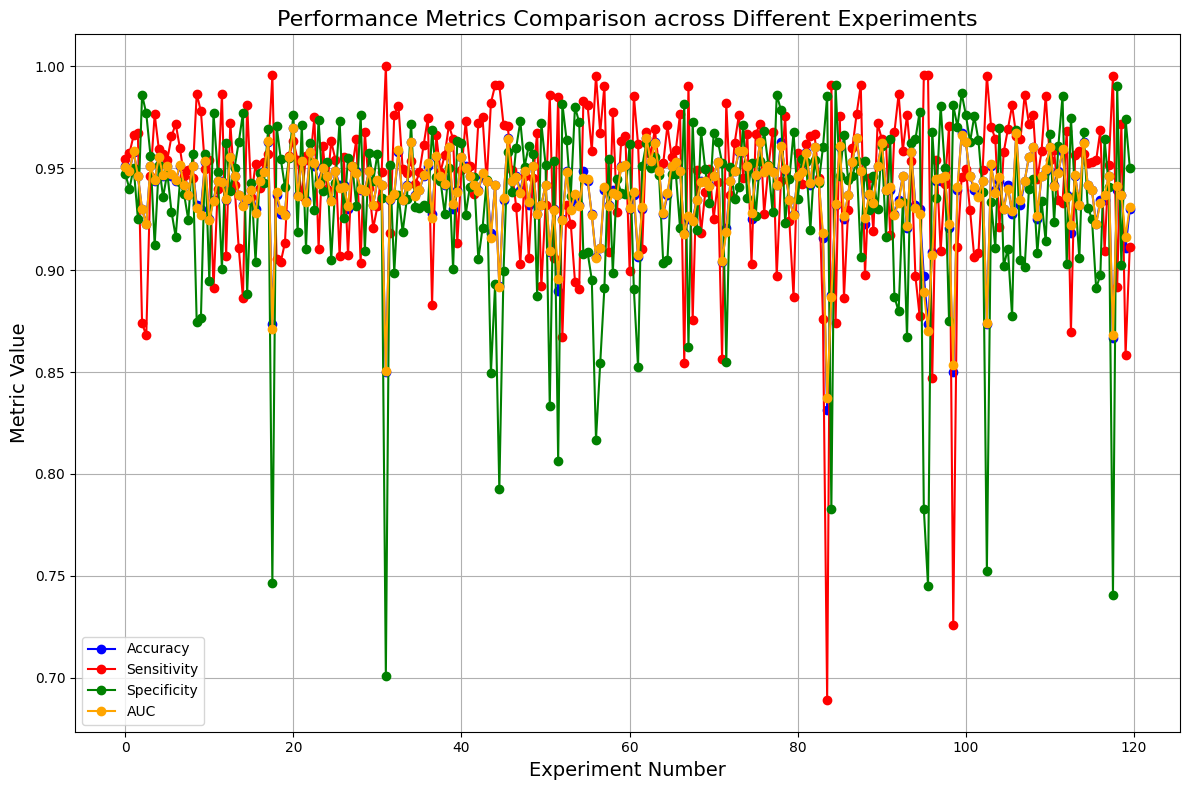 Performance Metrics Comparison across Different Experiments
Metric Value
1.00
0.95
0.90
0.85
0.80
0.75
0.70
Accuracy
Sensitivity
Specificity
AUC
0 20 40 60 80 100 120
Experiment Number